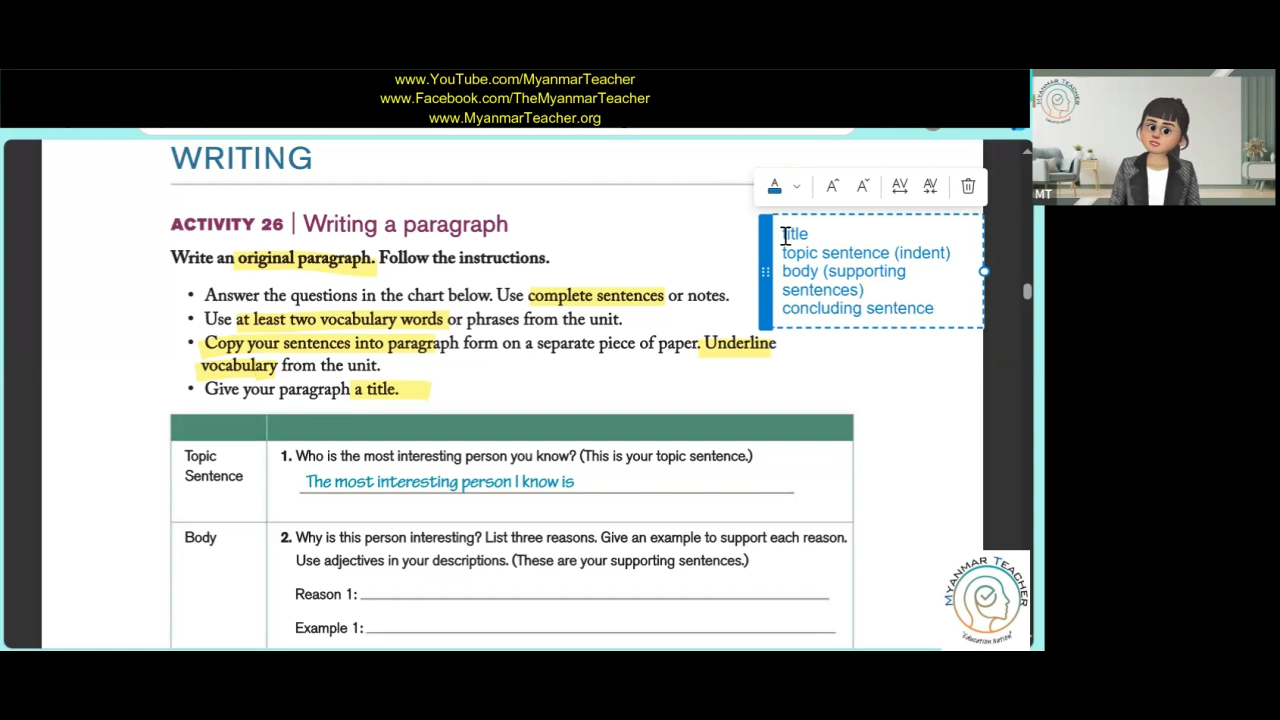 www.YouTube.com/MyanmarTeacher
www.Facebook.com/TheMyanmarTeacher
www.MyanmarTeacher.org
MYANMAR TEACHER
MT
WRITING
ACTIVITY 26 | Writing a paragraph
Write an original paragraph. Follow the instructions.
• Answer the questions in the chart below. Use complete sentences or notes.
• Use at least two vocabulary words or phrases from the unit.
• Copy your sentences into paragraph form on a separate piece of paper. Underline
vocabulary from the unit.
• Give your paragraph a title.
title
topic sentence (indent)
body (supporting
sentences)
concluding sentence
Topic
Sentence
1. Who is the most interesting person you know? (This is your topic sentence.)
The most interesting person I know is
Body
2. Why is this person interesting? List three reasons. Give an example to support each reason.
Use adjectives in your descriptions. (These are your supporting sentences.)
Reason 1:
Example 1:
MYANMAR TEACHER
"Education Nation"